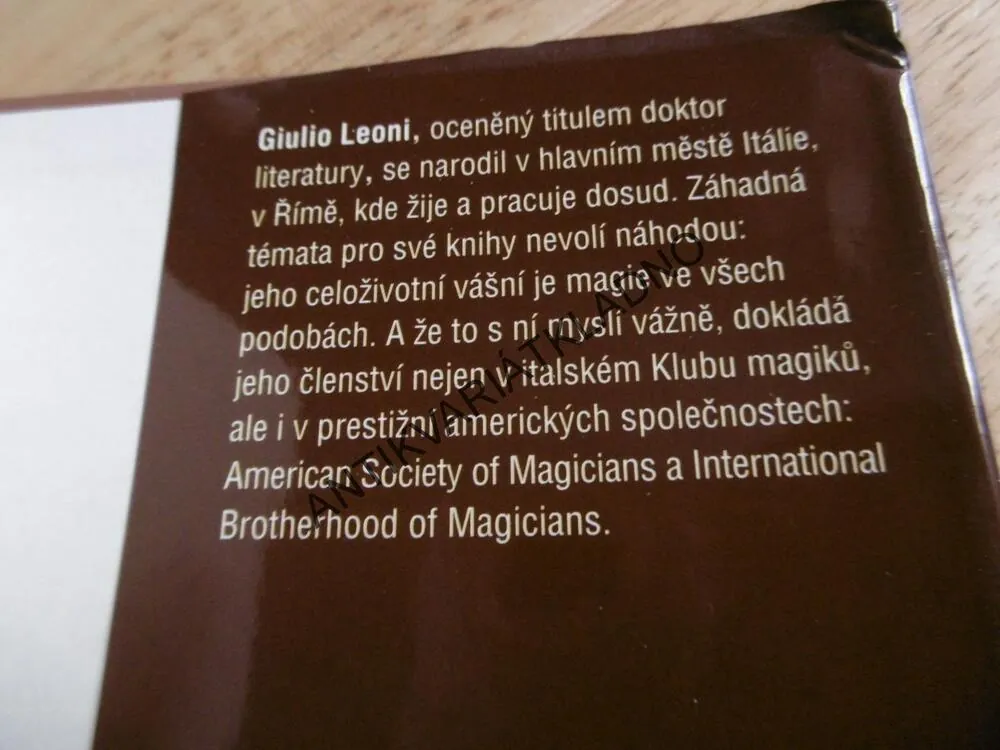 Giulio Leoni, oceněný titulem doktor
literatury, se narodil v hlavním městě Itálie,
v Římě, kde žije a pracuje dosud. Záhadná
témata pro své knihy nevolí náhodou:
jeho celoživotní vášní je magie ve všech
podobách. A že to s ní myslí vážně, dokládá
jeho členství nejen v italském Klubu magiků,
ale i v prestižní amerických společnostech:
American Society of Magicians a International
Brotherhood of Magicians.
ANTIKVARIÁTKLADNO